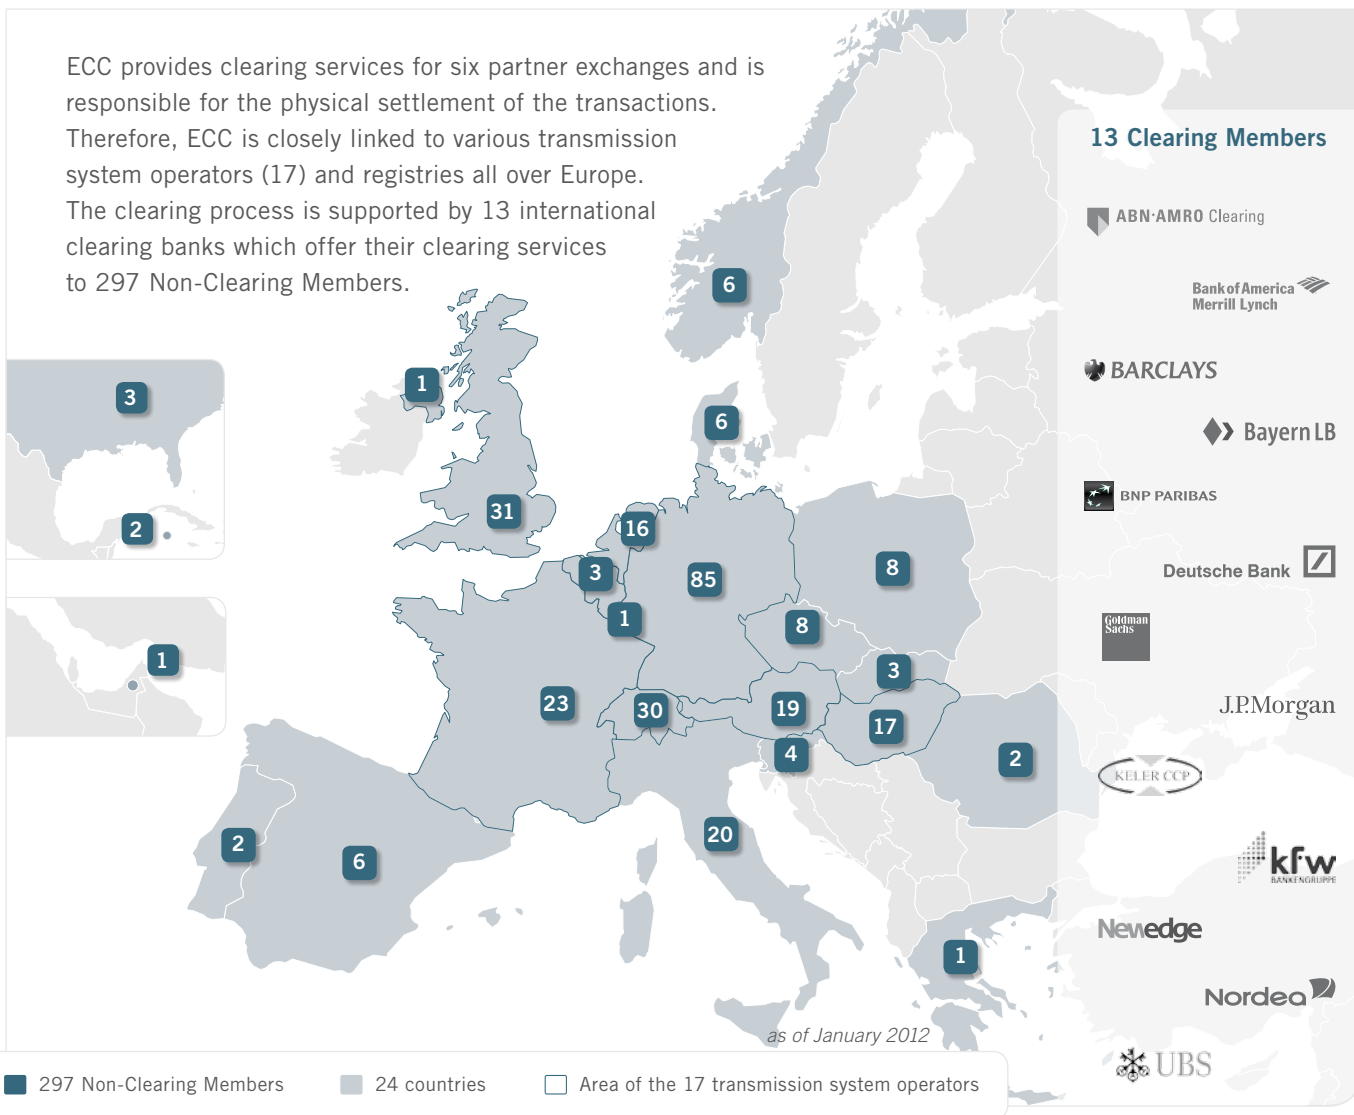 ECC provides clearing services for six partner exchanges and is
responsible for the physical settlement of the transactions.
Therefore, ECC is closely linked to various transmission
system operators (17) and registries all over Europe.
The clearing process is supported by 13 international
clearing banks which offer their clearing services
to 297 Non-Clearing Members.
13 Clearing Members
ABN·AMRO Clearing
Bank of America
Merrill Lynch
BARCLAYS
Bayern LB
BNP PARIBAS
Deutsche Bank
Goldman
Sachs
J.P.Morgan
KELER CCP
kfw
BANKENGRUPPE
Newedge
Nordea
UBS
6
3
1
6
31
16
2
3
85
8
1
8
1
3
23
30
19
17
4
2
20
2
6
1
as of January 2012
297 Non-Clearing Members
24 countries
Area of the 17 transmission system operators